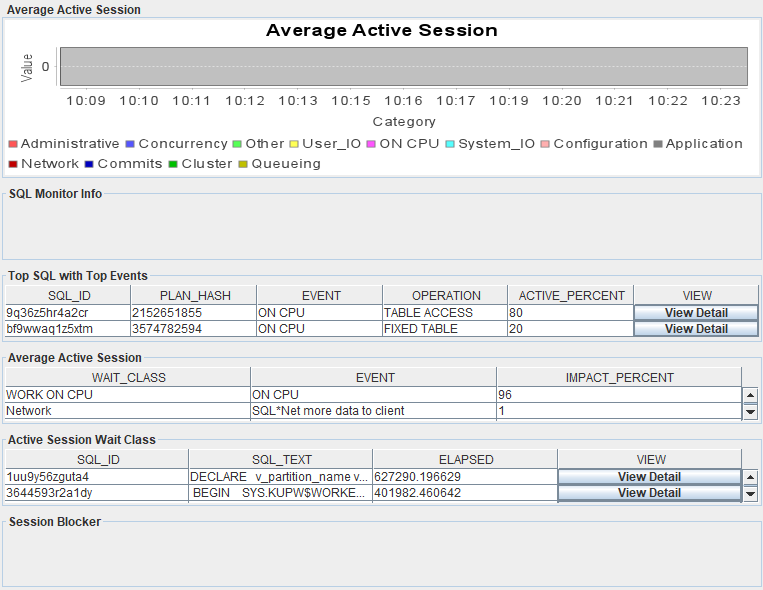 Average Active Session
Average Active Session
Value
0
10:09 10:10 10:11 10:12 10:13 10:15 10:16 10:17 10:19 10:20 10:21 10:22 10:23
Category
Administrative Concurrency Other User_IO ON CPU System_IO Configuration Application
Network Commits Cluster Queueing
SQL Monitor Info
Top SQL with Top Events
SQL_ID PLAN_HASH EVENT OPERATION ACTIVE_PERCENT VIEW
9q36z5hr4a2cr 2152651855 ON CPU TABLE ACCESS 80 View Detail
bf9wwaq1z5xtm 3574782594 ON CPU FIXED TABLE 20 View Detail
Average Active Session
WAIT_CLASS EVENT IMPACT_PERCENT
WORK ON CPU ON CPU 96
Network SQL*Net more data to client 1
Active Session Wait Class
SQL_ID SQL_TEXT ELAPSED VIEW
1uu9y56zguta4 DECLARE v_partition_name v... 627290.196629 View Detail
3644593r2a1dy BEGIN SYS.KUPW$WORKE... 401982.460642 View Detail
Session Blocker